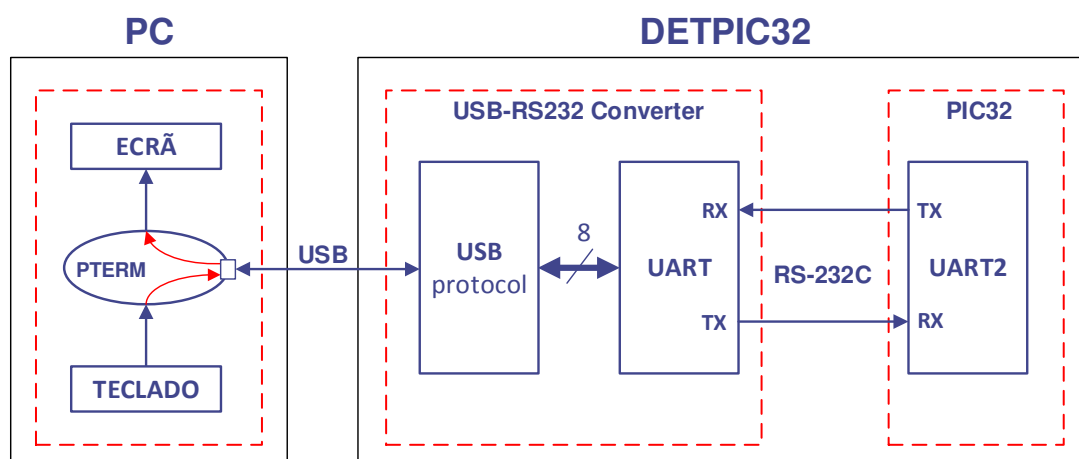 PC
DETPIC32
USB-RS232 Converter
PIC32
ECRÃ
PTERM
TECLADO
USB
USB
protocol
8
UART
RX
TX
RS-232C
TX
UART2
RX